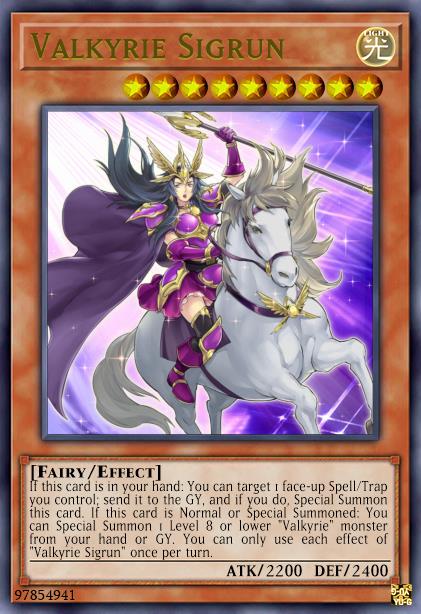 Valkyrie Sigrun
LIGHT
光
[Fairy/Effect]
If this card is in your hand: You can target 1 face-up Spell/Trap
you control; send it to the GY, and if you do, Special Summon
this card. If this card is Normal or Special Summoned: You
can Special Summon 1 Level 8 or lower "Valkyrie" monster
from your hand or GY. You can only use each effect of
"Valkyrie Sigrun" once per turn.
ATK/2200 DEF/2400
97854941